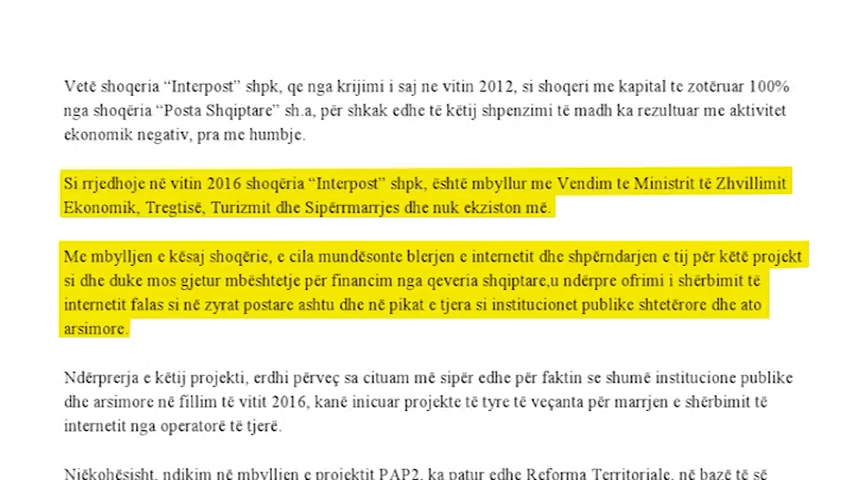 Vetë shoqeria “Interpost” shpk, qe nga krijimi i saj ne vitin 2012, si shoqeri me kapital te zotëruar 100%
nga shoqëria “Posta Shqiptare” sh.a, për shkak edhe të këtij shpenzimi të madh ka rezultuar me aktivitet
ekonomik negativ, pra me humbje.
Si rrjedhoje në vitin 2016 shoqëria “Interpost” shpk, është mbyllur me Vendim te Ministrit të Zhvillimit
Ekonomik, Tregtisë, Turizmit dhe Sipërrmarrjes dhe nuk ekziston më.
Me mbylljen e kësaj shoqërie, e cila mundësonte blerjen e internetit dhe shpërndarjen e tij për këtë projekt
si dhe duke mos gjetur mbështetje për financim nga qeveria shqiptare,u ndërpre ofrimi i shërbimit të
internetit falas si në zyrat postare ashtu dhe në pikat e tjera si institucionet publike shtetërore dhe ato
arsimore.
Ndërprerja e këtij projekti, erdhi përveç sa cituam më sipër edhe për faktin se shumë institucione publike
dhe arsimore në fillim të vitit 2016, kanë inicuar projekte të tyre të veçanta për marrjen e shërbimit të
internetit nga operatorë të tjerë.
Njëkohësisht, ndikim në mbylljen e projektit PAP2, ka patur edhe Reforma Territoriale, në bazë të së